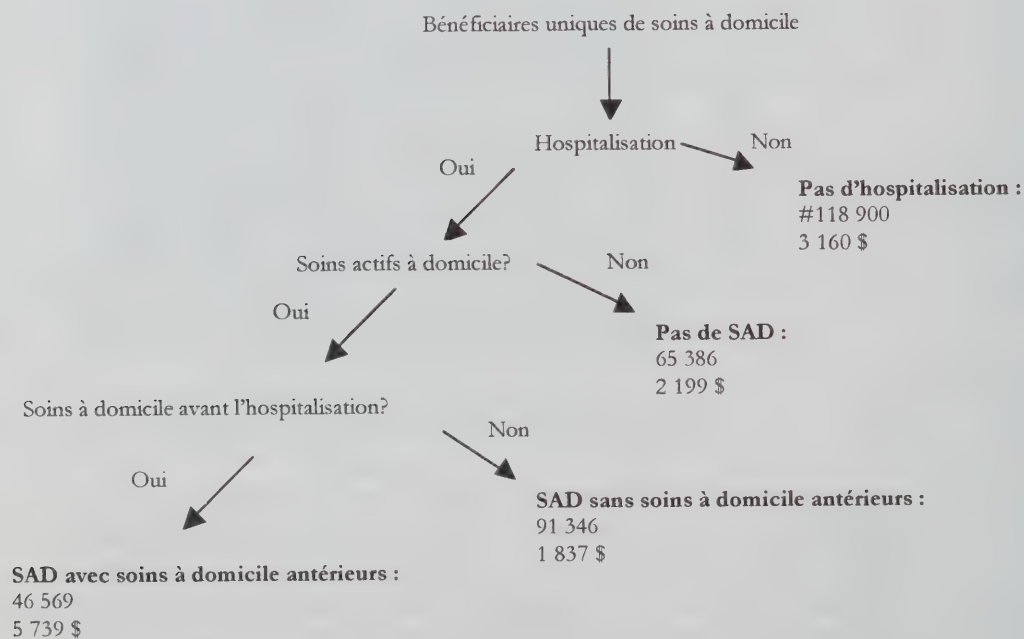 Bénéficiaires uniques de soins à domicile
Hospitalisation
Non
Oui
Pas d'hospitalisation :
#118 900
3 160 $
Soins actifs à domicile?
Non
Oui
Pas de SAD :
65 386
2 199 $
Soins à domicile avant l'hospitalisation?
Non
Oui
SAD sans soins à domicile antérieurs :
91 346
1 837 $
SAD avec soins à domicile antérieurs :
46 569
5 739 $